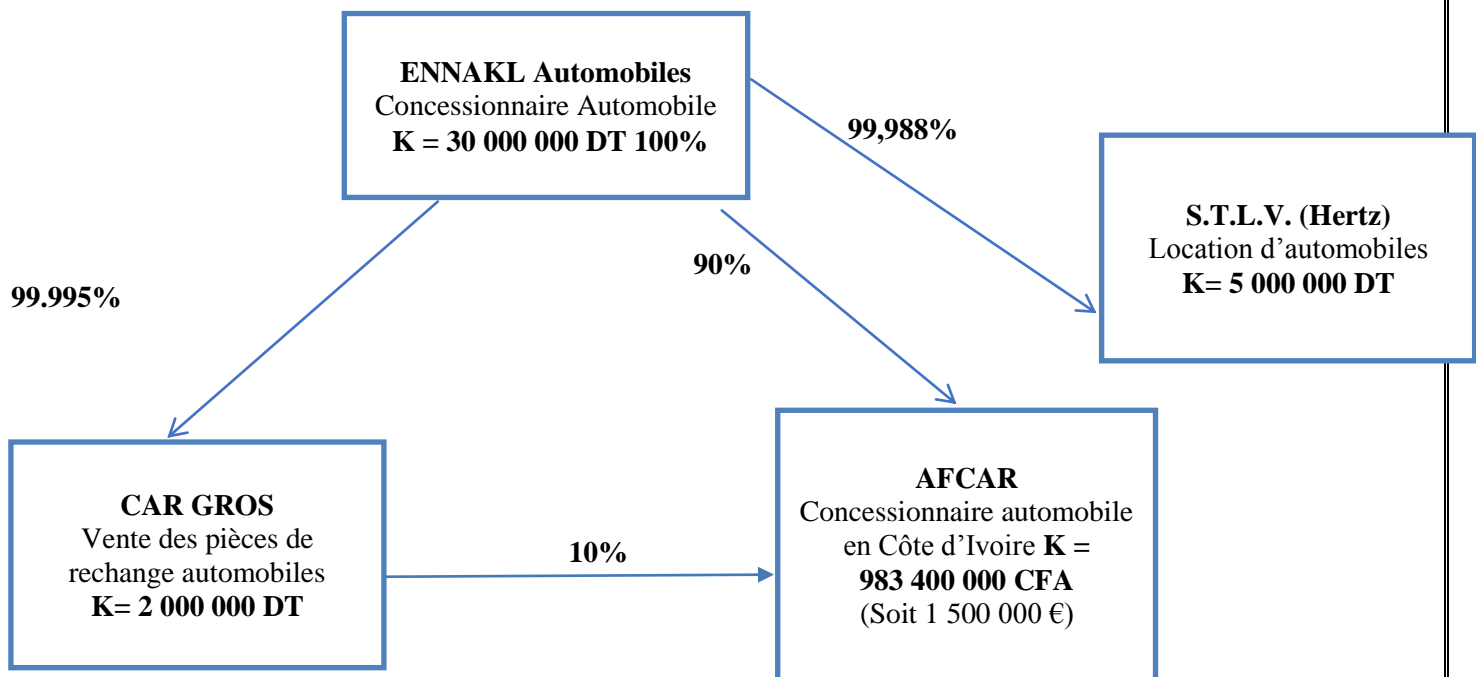 ENNAKL Automobiles
Concessionnaire Automobile
K = 30 000 000 DT 100%
99,988%
S.T.L.V. (Hertz)
Location d’automobiles
K= 5 000 000 DT
90%
99.995%
CAR GROS
Vente des pièces de
rechange automobiles
K= 2 000 000 DT
10%
AFCAR
Concessionnaire automobile
en Côte d’Ivoire K =
983 400 000 CFA
(Soit 1 500 000 €)